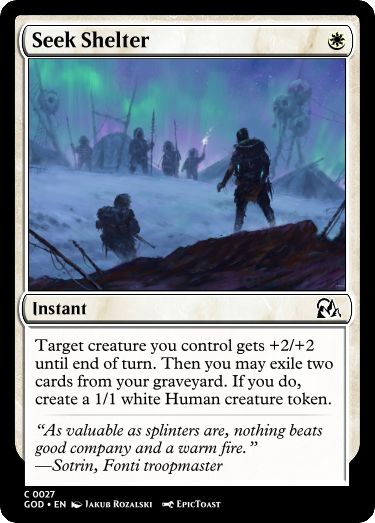 Seek Shelter
Instant
Target creature you control gets +2/+2
until end of turn. Then you may exile two
cards from your graveyard. If you do,
create a 1/1 white Human creature token.
“As valuable as splinters are, nothing beats
good company and a warm fire.”
—Sotrin, Fonti troopmaster
C 0027
GOD • EN Jakub Rozalski EpicToast